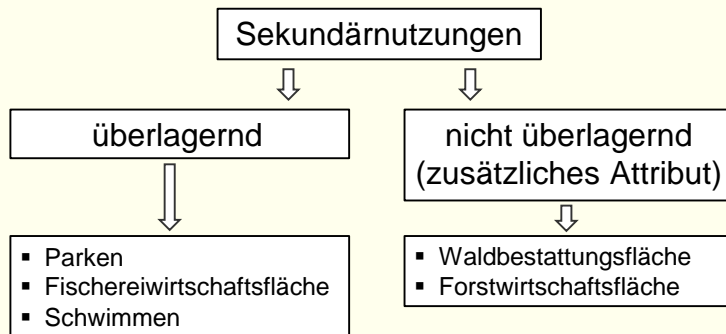 Sekundärnutzungen
überlagernd
nicht überlagernd
(zusätzliches Attribut)
▪ Parken
▪ Fischereiwirtschaftsfläche
▪ Schwimmen
▪ Waldbestattungsfläche
▪ Forstwirtschaftsfläche